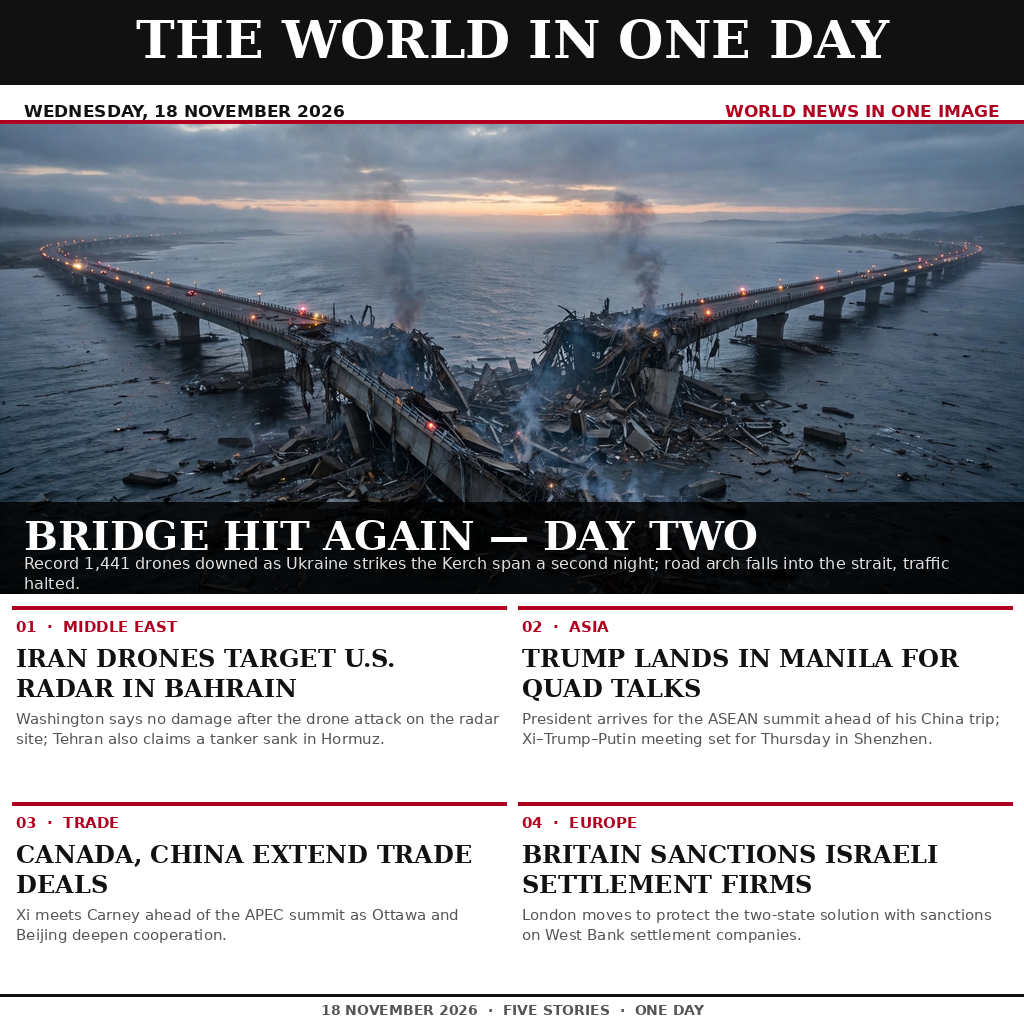 THE WORLD IN ONE DAY
WEDNESDAY, 18 NOVEMBER 2026
WORLD NEWS IN ONE IMAGE
BRIDGE HIT AGAIN — DAY TWO
Record 1,441 drones downed as Ukraine strikes the Kerch span a second night; road arch falls into the strait, traffic
halted.
01 · MIDDLE EAST
IRAN DRONES TARGET U.S.
RADAR IN BAHRAIN
Washington says no damage after the drone attack on the radar
site; Tehran also claims a tanker sank in Hormuz.
02 · ASIA
TRUMP LANDS IN MANILA FOR
QUAD TALKS
President arrives for the ASEAN summit ahead of his China trip;
Xi–Trump–Putin meeting set for Thursday in Shenzhen.
03 · TRADE
CANADA, CHINA EXTEND TRADE
DEALS
Xi meets Carney ahead of the APEC summit as Ottawa and
Beijing deepen cooperation.
04 · EUROPE
BRITAIN SANCTIONS ISRAELI
SETTLEMENT FIRMS
London moves to protect the two-state solution with sanctions
on West Bank settlement companies.
18 NOVEMBER 2026 · FIVE STORIES · ONE DAY